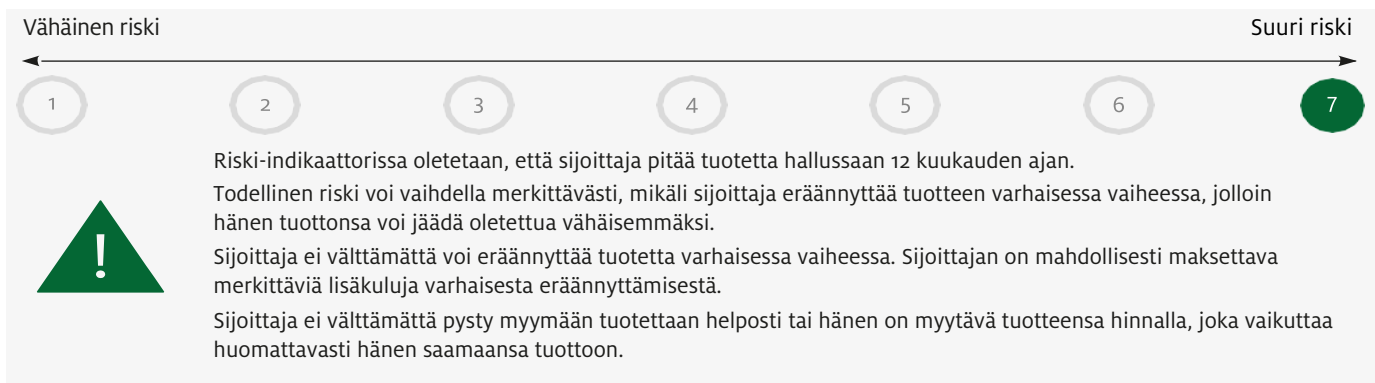 Vähäinen riski
Suuri riski
1 2 3 4 5 6 7
Riski-indikaattorissa oletetaan, että sijoittaja pitää tuotetta hallussaan 12 kuukauden ajan.
Todellinen riski voi vaihdella merkittävästi, mikäli sijoittaja eräännyttää tuotteen varhaisessa vaiheessa, jolloin
hänen tuottonsa voi jäädä oletettua vähäisemmäksi.
!
Sijoittaja ei välttämättä voi eräännyttää tuotetta varhaisessa vaiheessa. Sijoittajan on mahdollisesti maksettava
merkittäviä lisäkuluja varhaisesta eräännyttämisestä.
Sijoittaja ei välttämättä pysty myymään tuotettaan helposti tai hänen on myytävä tuotteensa hinnalla, joka vaikuttaa
huomattavasti hänen saamaansa tuottoon.